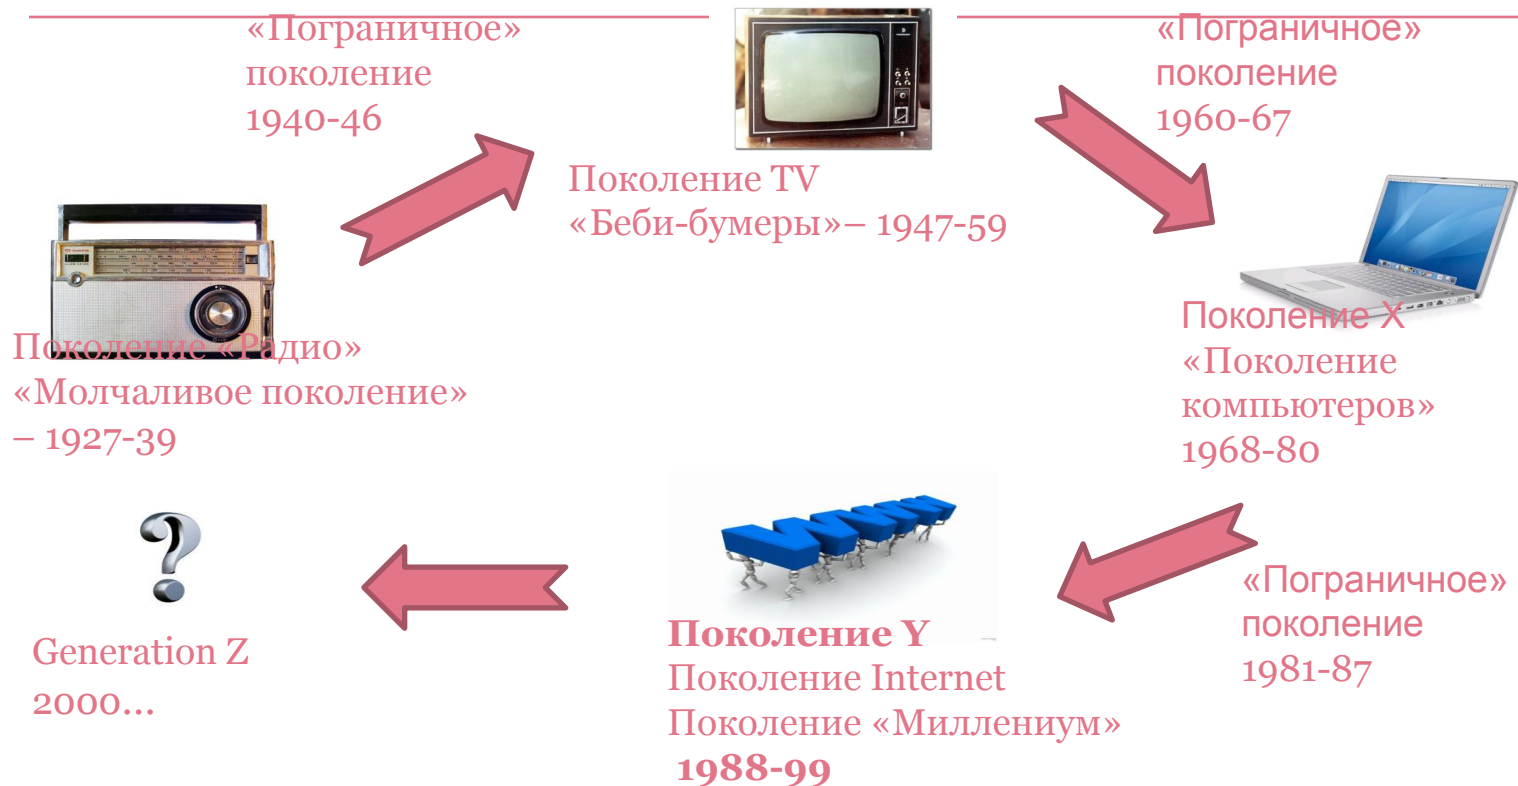 «Пограничное»
поколение
1940-46
«Пограничное»
поколение
1960-67
Поколение TV
«Беби-бумеры»– 1947-59
Поколение «Радио»
«Молчаливое поколение»
– 1927-39
Поколение X
«Поколение
компьютеров»
1968-80
«Пограничное»
поколение
1981-87
Поколение Y
Поколение Internet
Поколение «Миллениум»
1988-99
Generation Z
2000...